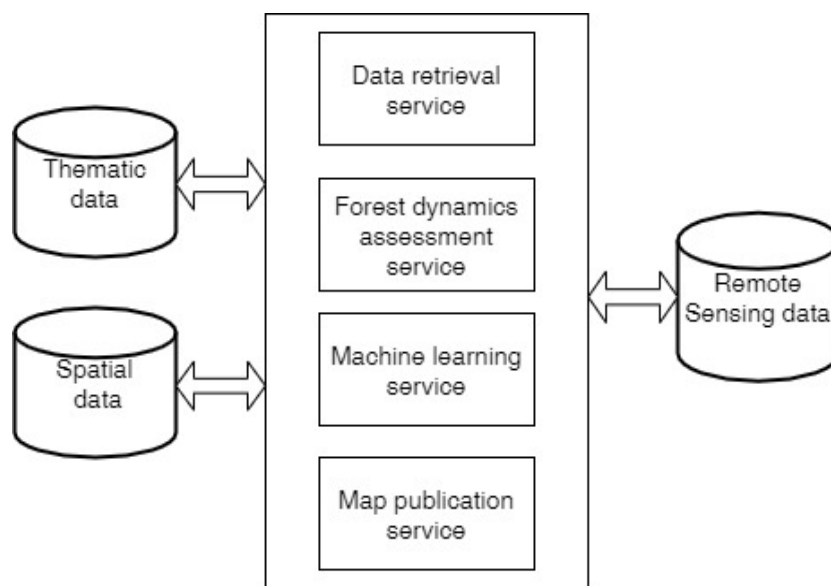 Thematic
data
Spatial
data
Data retrieval
service
Forest dynamics
assessment
service
Machine learning
service
Map publication
service
Remote
Sensing data